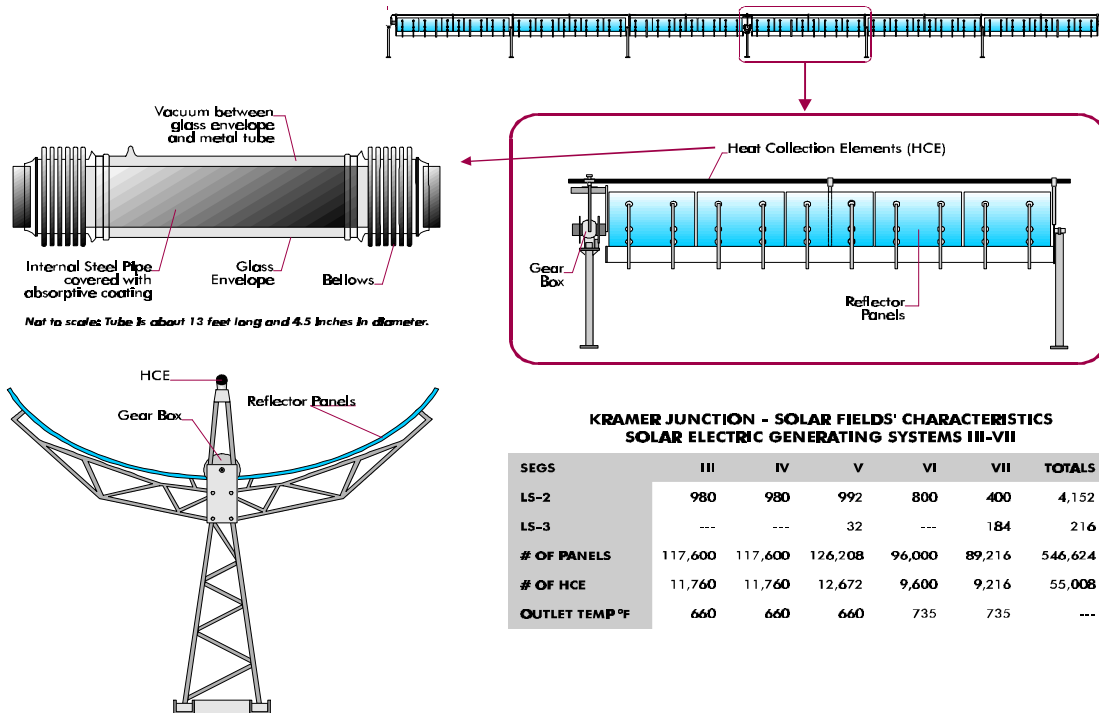 Vacuum between
glass envelope
and metal tube
Internal Steel Pipe
covered with
absorptive coating
Glass
Envelope
Bellows
Not to scale: Tube is about 13 feet long and 4.5 inches in diameter.
Heat Collection Elements (HCE)
Gear
Box
Reflector
Panels
HCE
Gear Box
Reflector Panels
KRAMER JUNCTION - SOLAR FIELDS' CHARACTERISTICS
SOLAR ELECTRIC GENERATING SYSTEMS III-VII
SEGS III IV V VI VII TOTALS
LS-2 980 980 992 800 400 4,152
LS-3 --- --- 32 --- 184 216
# OF PANELS 117,600 117,600 126,208 96,000 89,216 546,624
# OF HCE 11,760 11,760 12,672 9,600 9,216 55,008
OUTLET TEMP °F 660 660 660 735 735 ---